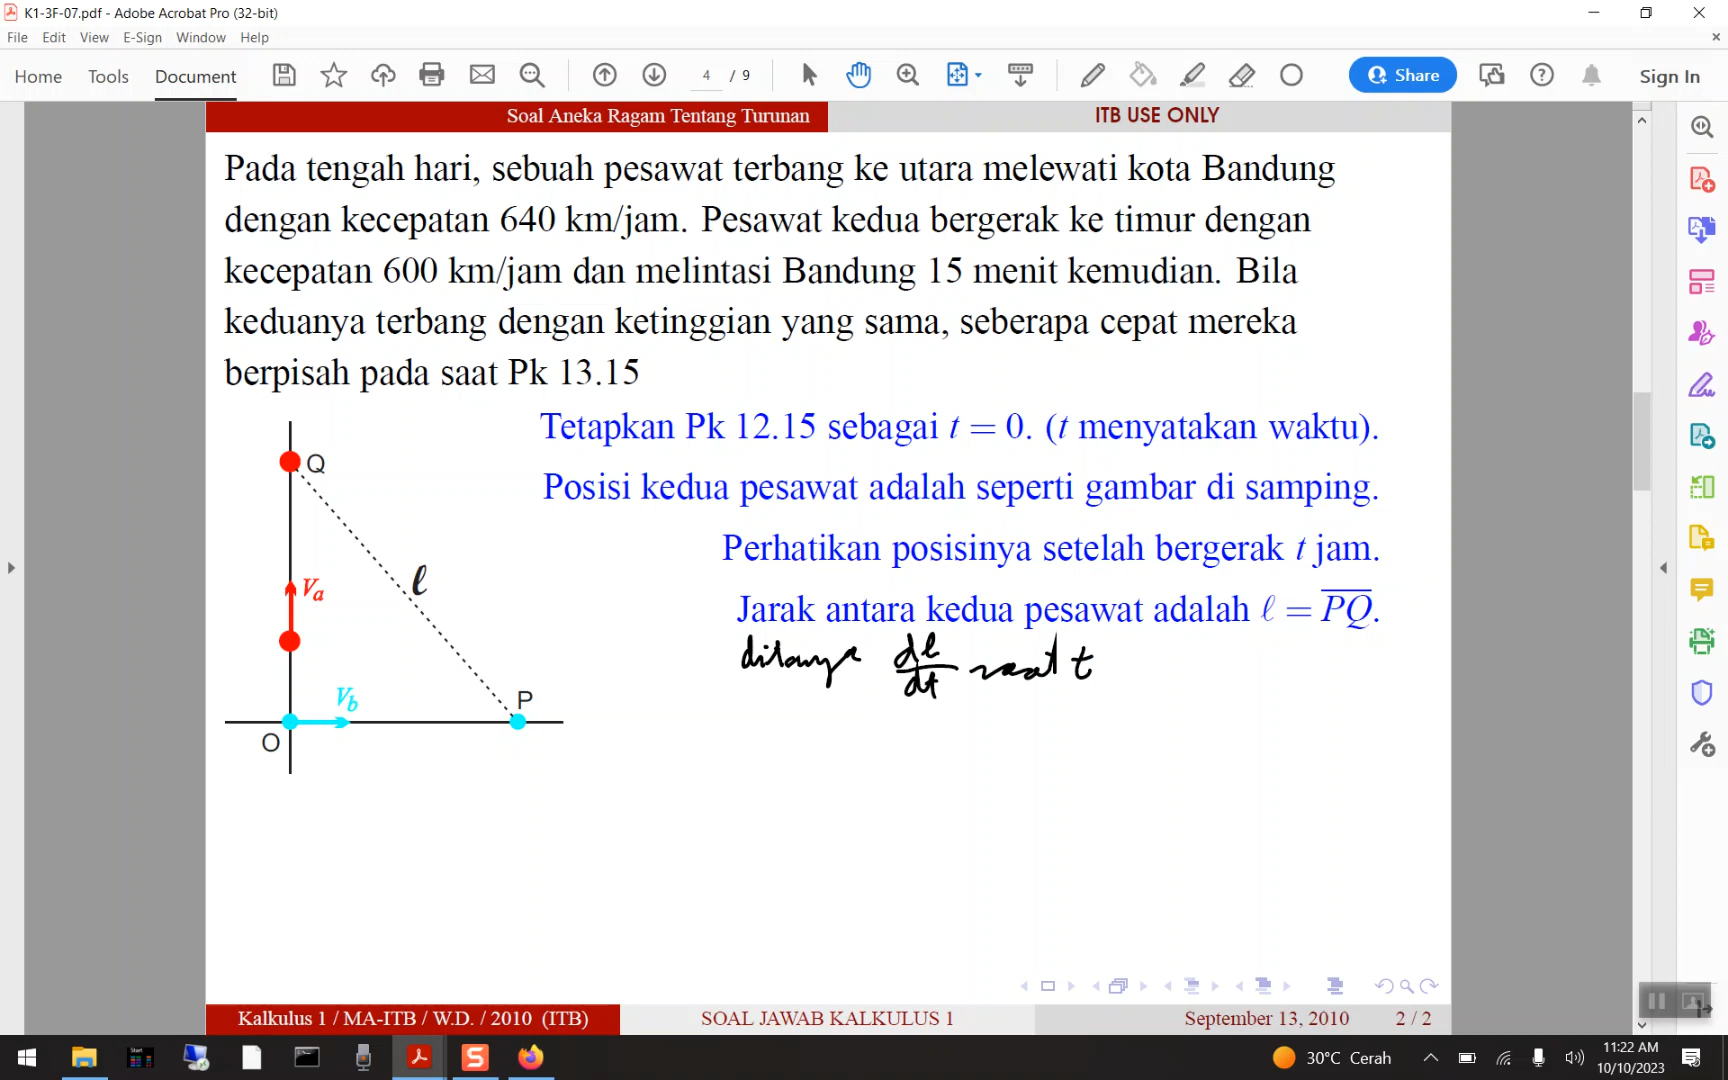 K1-3F-07.pdf - Adobe Acrobat Pro (32-bit)
File Edit View E-Sign Window Help
Home Tools Document 4 / 9 Share Sign In
Soal Aneka Ragam Tentang Turunan ITB USE ONLY
Pada tengah hari, sebuah pesawat terbang ke utara melewati kota Bandung
dengan kecepatan 640 km/jam. Pesawat kedua bergerak ke timur dengan
kecepatan 600 km/jam dan melintasi Bandung 15 menit kemudian. Bila
keduanya terbang dengan ketinggian yang sama, seberapa cepat mereka
berpisah pada saat Pk 13.15
Tetapkan Pk 12.15 sebagai t = 0. (t menyatakan waktu).
Q
Posisi kedua pesawat adalah seperti gambar di samping.
Perhatikan posisinya setelah bergerak t jam.
Va
ℓ
Jarak antara kedua pesawat adalah ℓ = PQ.
ditanya dℓ/dt saat t
Vb
P
O
Kalkulus 1 / MA-ITB / W.D. / 2010 (ITB) SOAL JAWAB KALKULUS 1 September 13, 2010 2 / 2
30°C Cerah 11:22 AM
10/10/2023